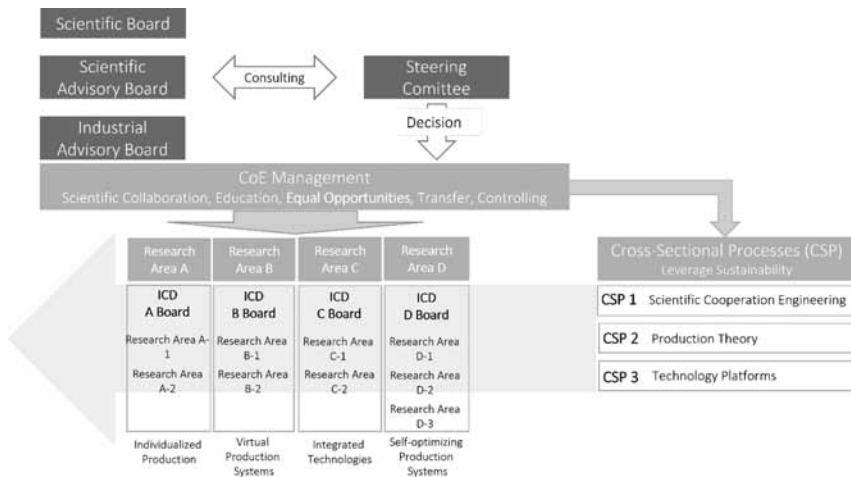 Scientific Board
Scientific
Advisory Board
Consulting
Steering
Comittee
Industrial
Advisory Board
Decision
CoE Management
Scientific Collaboration, Education, Equal Opportunities, Transfer, Controlling
Research
Area A
Research
Area B
Research
Area C
Research
Area D
Cross-Sectional Processes (CSP)
Leverage Sustainability
ICD
A Board
Research Area A-
1
Research Area
A-2
ICD
B Board
Research Area
B-1
Research Area
B-2
ICD
C Board
Research Area
C-1
Research Area
C-2
ICD
D Board
Research Area
D-1
Research Area
D-2
Research Area
D-3
CSP 1 Scientific Cooperation Engineering
CSP 2 Production Theory
CSP 3 Technology Platforms
Individualized
Production
Virtual
Production
Systems
Integrated
Technologies
Self-optimizing
Production
Systems